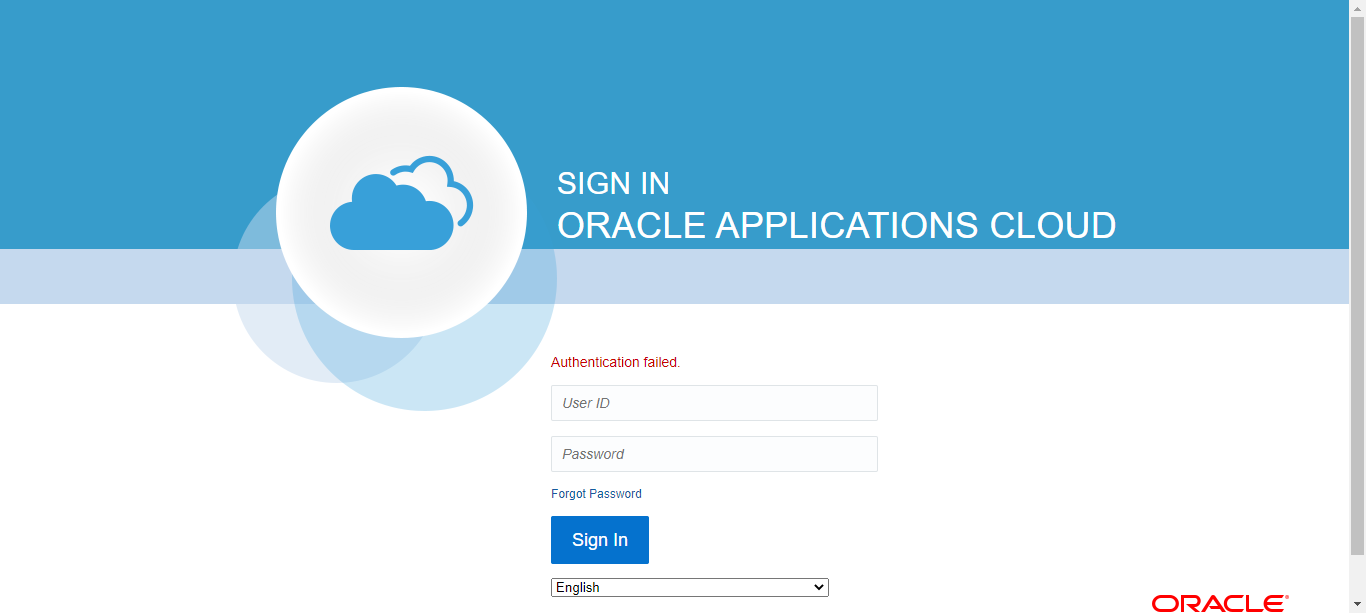 SIGN IN
ORACLE APPLICATIONS CLOUD
Authentication failed.
User ID
Password
Forgot Password
Sign In
English
ORACLE®